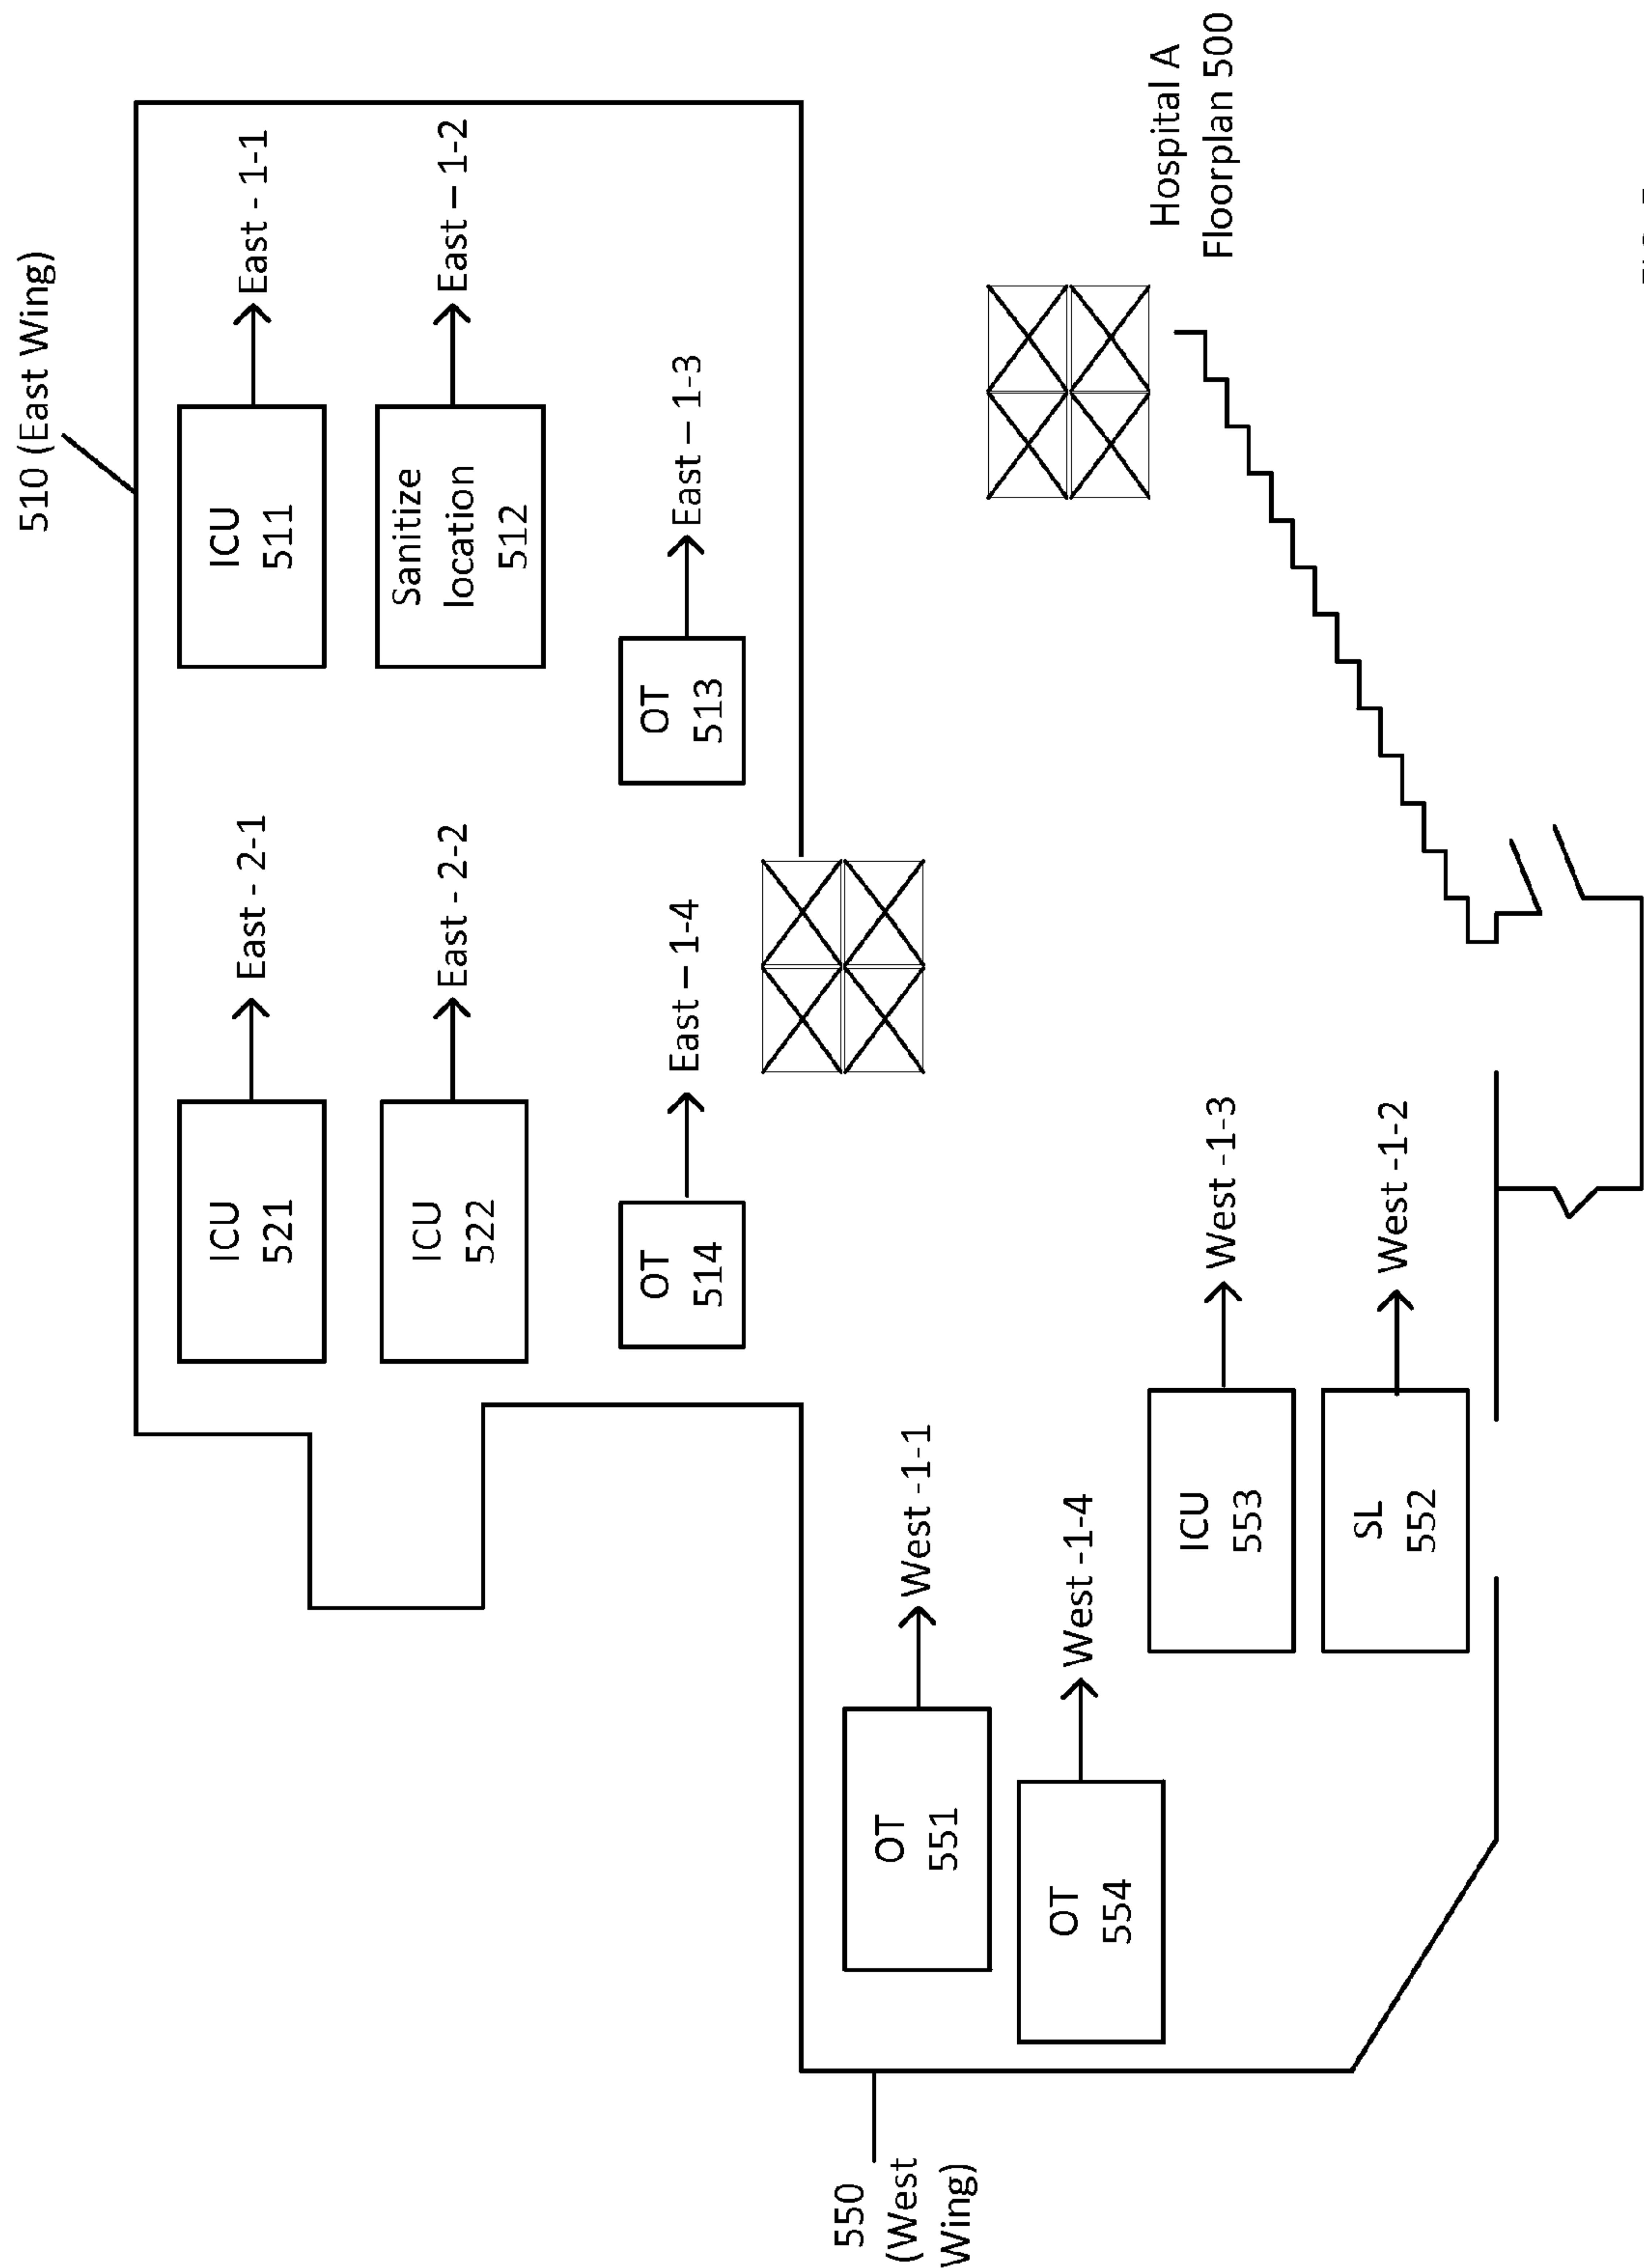 510 (East Wing)
ICU
521
East - 2-1
ICU
511
East - 1-1
ICU
522
East - 2-2
Sanitize
location
512
East – 1-2
OT
514
East – 1-4
OT
513
East – 1-3
550
(West
Wing)
OT
551
West -1-1
OT
554
West -1-4
ICU
553
West -1-3
Hospital A
Floorplan 500
SL
552
West -1-2